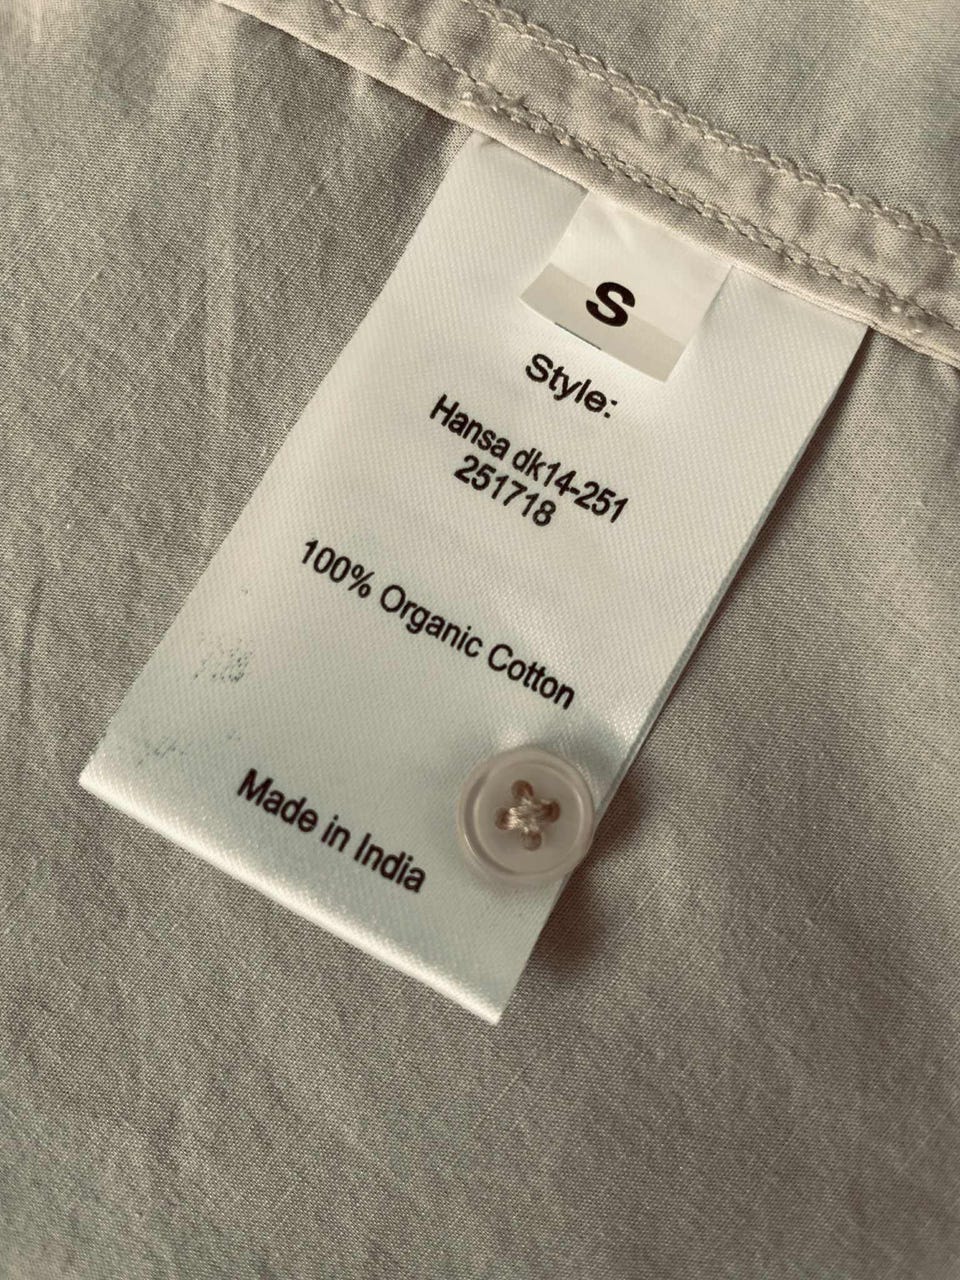 S
Style:
Hansa dk14-251
251718
100% Organic Cotton
Made in India